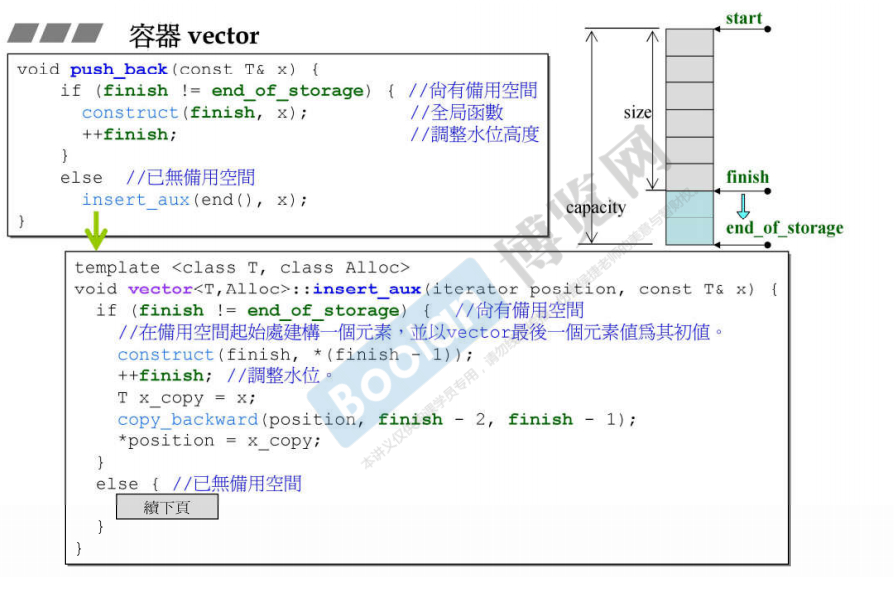 容器 vector
void push_back(const T& x) {
if (finish != end_of_storage) { //尚有備用空間
construct(finish, x); //全局函數
++finish; //調整水位高度
}
else //已無備用空間
insert_aux(end(), x);
}
start
size
finish
capacity
end_of_storage
template <class T, class Alloc>
void vector<T,Alloc>::insert_aux(iterator position, const T& x) {
if (finish != end_of_storage) { //尚有備用空間
//在備用空間起始處建構一個元素，並以vector最後一個元素值爲其初值。
construct(finish, *(finish - 1));
++finish; //調整水位。
T x_copy = x;
copy_backward(position, finish - 2, finish - 1);
*position = x_copy;
}
else { //已無備用空間
續下頁
}
}
Boolan
博览网